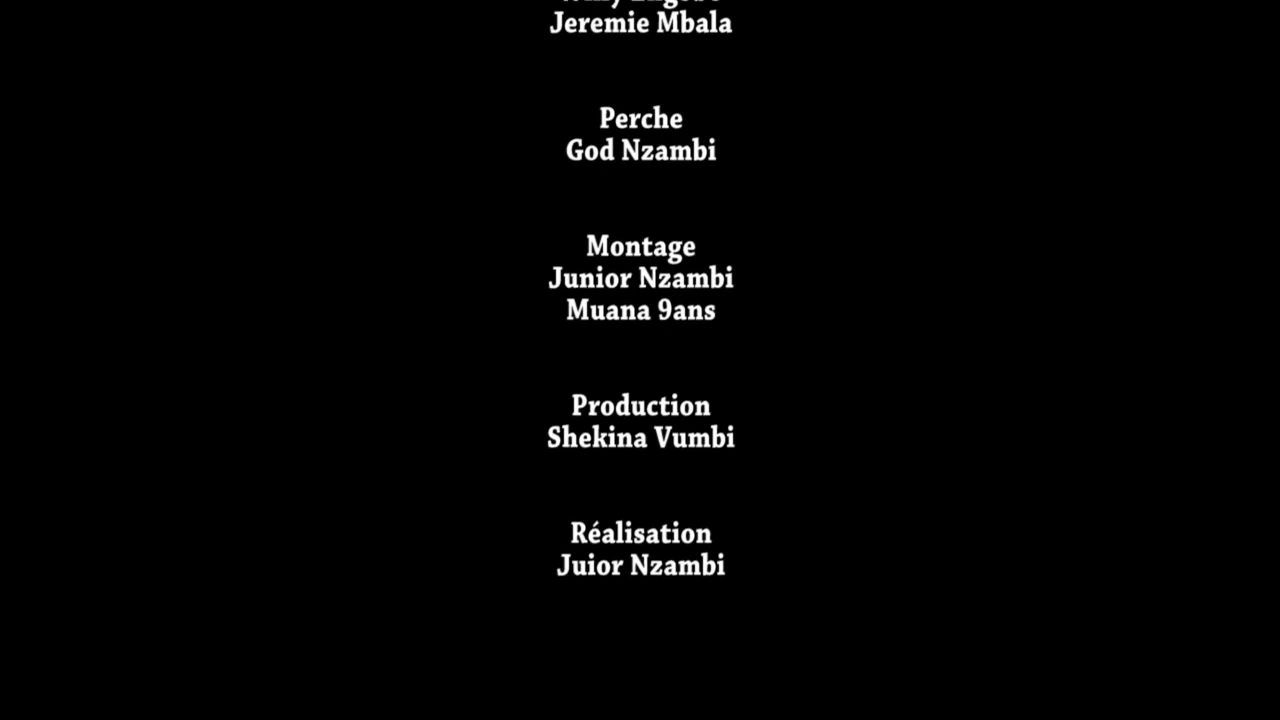 Jeremie Mbala
Perche
God Nzambi
Montage
Junior Nzambi
Muana 9ans
Production
Shekina Vumbi
Réalisation
Juior Nzambi